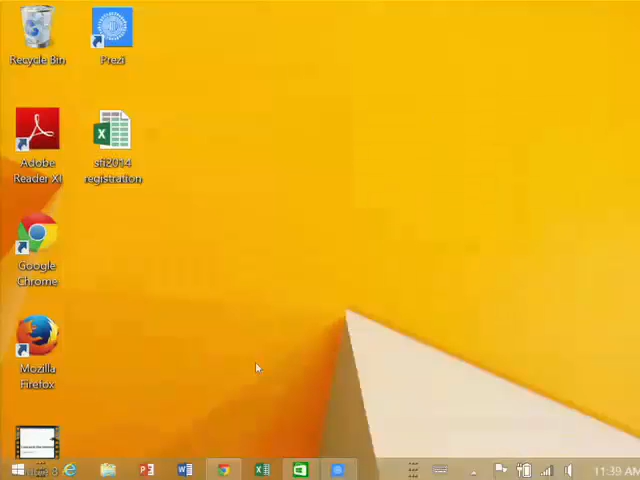 Recycle Bin
Prezi
Adobe
Reader XI
sfi2014
registration
Google
Chrome
Mozilla
Firefox
11:39 AM